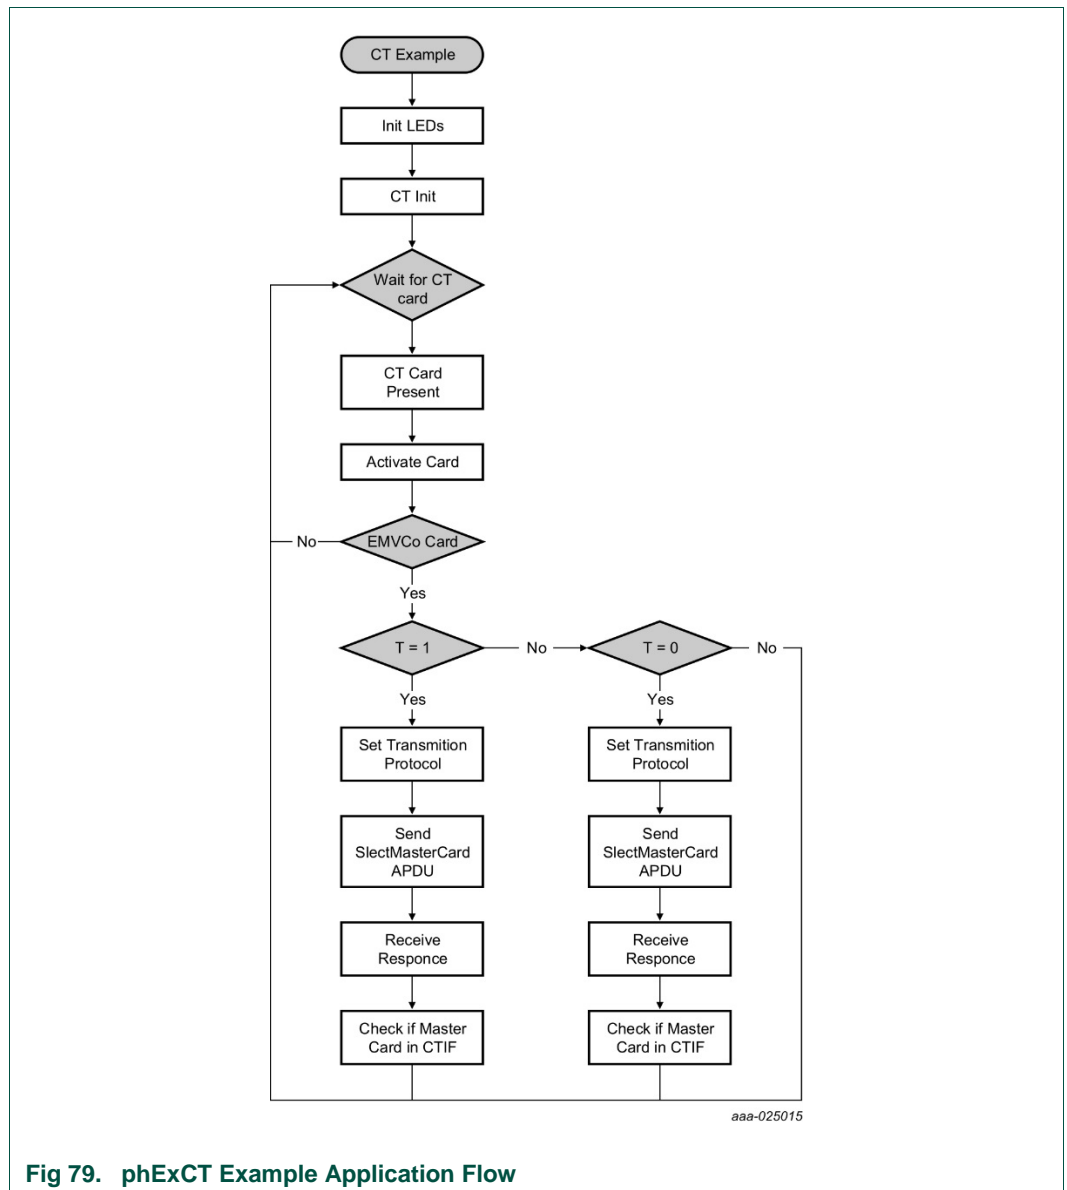 CT Example
Init LEDs
CT Init
Wait for CT
card
CT Card
Present
Activate Card
No
EMVCo Card
Yes
T = 1
No
T = 0
No
Yes
Yes
Set Transmition
Protocol
Set Transmition
Protocol
Send
SlectMasterCard
APDU
Send
SlectMasterCard
APDU
Receive
Responce
Receive
Responce
Check if Master
Card in CTIF
Check if Master
Card in CTIF
aaa-025015
Fig 79. phExCT Example Application Flow